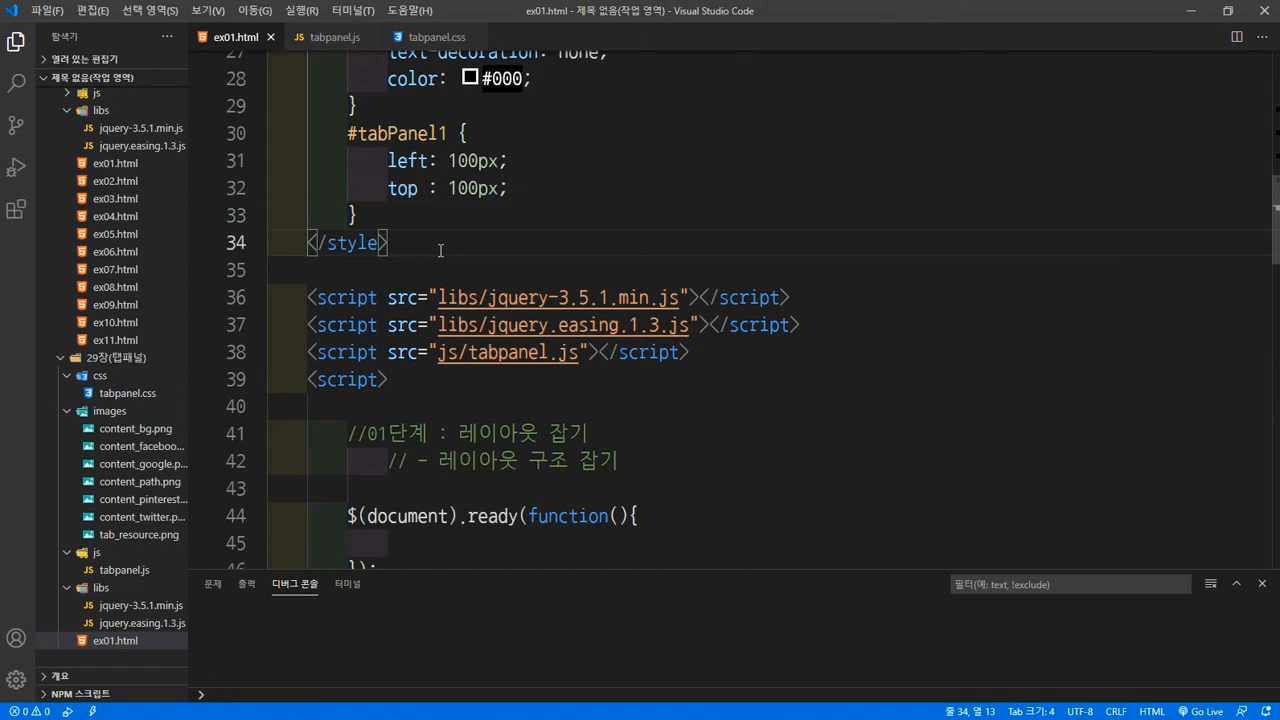 파일(F) 편집(E) 선택 영역(S) 보기(V) 이동(G) 실행(R) 터미널(T) 도움말(H) ex01.html - 제목 없음(작업 영역) - Visual Studio Code
탐색기
ex01.html tabpanel.js tabpanel.css
열려 있는 편집기
제목 없음(작업 영역)
js
libs
jquery-3.5.1.min.js
jquery.easing.1.3.js
ex01.html
ex02.html
ex03.html
ex04.html
ex05.html
ex06.html
ex07.html
ex08.html
ex09.html
ex10.html
ex11.html
29장(탭패널)
css
tabpanel.css
images
content_bg.png
content_faceboo...
content_google.p...
content_path.png
content_pinterest...
content_twitter.p...
tab_resource.png
js
tabpanel.js
libs
jquery-3.5.1.min.js
jquery.easing.1.3.js
ex01.html
개요
NPM 스크립트
27 text-decoration: none;
28 color: #000;
29 }
30 #tabPanel1 {
31 left: 100px;
32 top : 100px;
33 }
34 </style>
35
36 <script src="libs/jquery-3.5.1.min.js"></script>
37 <script src="libs/jquery.easing.1.3.js"></script>
38 <script src="js/tabpanel.js"></script>
39 <script>
40
41 //01단계 : 레이아웃 잡기
42 // - 레이아웃 구조 잡기
43
44 $(document).ready(function(){
45
46 });
문제 출력 디버그 콘솔 터미널 필터(예: text, !exclude)
0 0 줄 34, 열 13 Tab 크기: 4 UTF-8 CRLF HTML Go Live